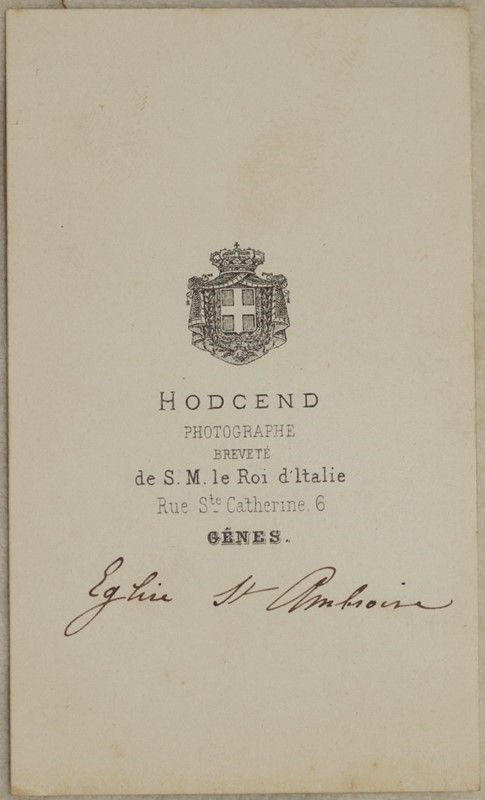 HODCEND
PHOTOGRAPHE
BREVETÉ
de S. M. le Roi d'Italie
Rue Ste Catherine, 6
GÊNES.
Eglise St Ambroise